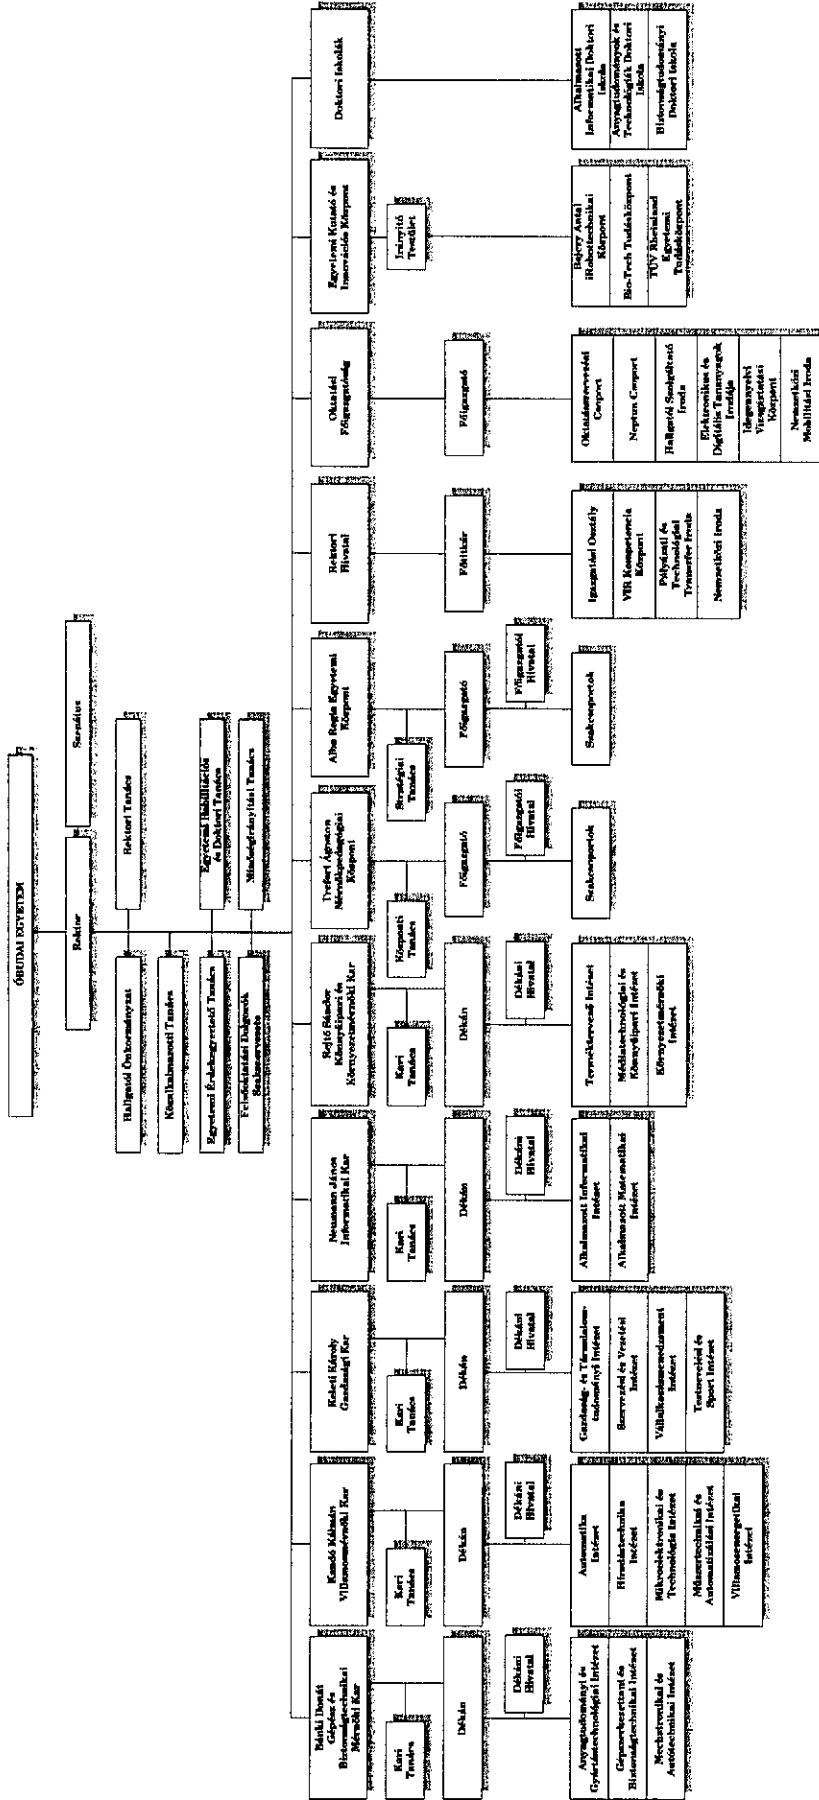 ÓBUDAI EGYETEM
Rektor
Szenátus
Hallgatói Önkormányzat
Rektori Tanács
Közalkalmazotti Tanács
Egyetemi Érdekegyeztető Tanács
Egyetemi Habilitációs
és Doktori Tanács
Felsőoktatási Dolgozók
Szakszervezete
Minőségirányítási Tanács
Bánki Donát
Gépész és
Biztonságtechnikai
Mérnöki Kar
Kari
Tanács
Dékán
Dékáni
Hivatal
Anyagtudományi és
Gyártástechnológiai Intézet
Gépszerkezettani és
Biztonságtechnikai Intézet
Mechatronikai és
Autótechnikai Intézet
Kandó Kálmán
Villamosmérnöki Kar
Kari
Tanács
Dékán
Dékáni
Hivatal
Automatika
Intézet
Híradástechnika
Intézet
Mikroelektronikai és
Technológia Intézet
Műszertechnikai és
Automatizálási Intézet
Villamosenergetikai
Intézet
Keleti Károly
Gazdasági Kar
Kari
Tanács
Dékán
Dékáni
Hivatal
Gazdaság- és Társadalom-
tudományi Intézet
Szervezési és Vezetési
Intézet
Vállalkozásmenedzsment
Intézet
Testnevelési és
Sport Intézet
Neumann János
Informatikai Kar
Kari
Tanács
Dékán
Dékáni
Hivatal
Alkalmazott Informatikai
Intézet
Alkalmazott Matematikai
Intézet
Rejtő Sándor
Könnyűipari és
Környezetmérnöki Kar
Kari
Tanács
Dékán
Dékáni
Hivatal
Terméktervező Intézet
Médiatechnológiai és
Könnyűipari Intézet
Környezetmérnöki
Intézet
Trefort Ágoston
Mérnökpedagógiai
Központ
Központi
Tanács
Főigazgató
Főigazgatói
Hivatal
Szakcsoportok
Alba Regia Egyetemi
Központ
Stratégiai
Tanács
Főigazgató
Főigazgatói
Hivatal
Szakcsoportok
Rektori
Hivatal
Főtitkár
Igazgatási Osztály
VIR Kompetencia
Központ
Pályázati és
Technológiai
Transzfer Iroda
Nemzetközi Iroda
Oktatási
Főigazgatóság
Főigazgató
Oktatásszervezési
Csoport
Neptun Csoport
Hallgatói Szolgáltató
Iroda
Elektronikus és
Digitális Tananyagok
Irodája
Idegennyelvi
Vizsgáztatási
Központ
Nemzetközi
Mobilitási Iroda
Egyetemi Kutató és
Innovációs Központ
Irányító
Testület
Bejczy Antal
iRobottechnikai
Központ
Bio-Tech Tudásközpont
TÜV Rheinland
Egyetemi
Tudásközpont
Doktori Iskolák
Alkalmazott
Informatikai Doktori
Iskola
Anyagtudományok és
Technológiák Doktori
Iskola
Biztonságtudományi
Doktori Iskola